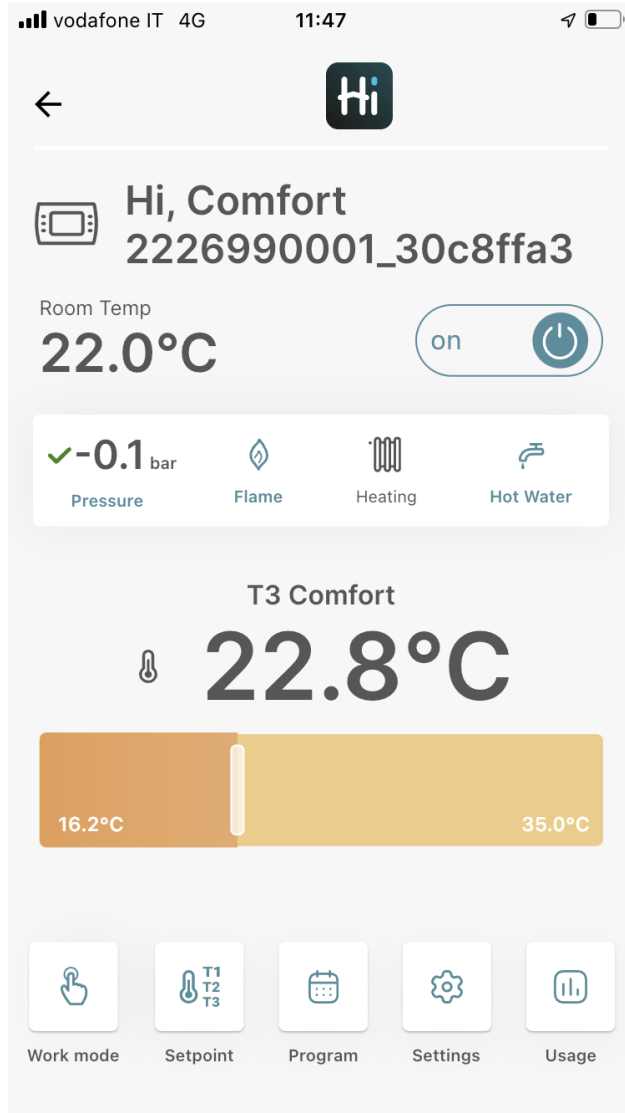 vodafone IT 4G 11:47
Hi
Hi, Comfort
2226990001_30c8ffa3
Room Temp
22.0°C
on
-0.1 bar
Pressure
Flame
Heating
Hot Water
T3 Comfort
22.8°C
16.2°C 35.0°C
T1
T2
T3
Work mode Setpoint Program Settings Usage